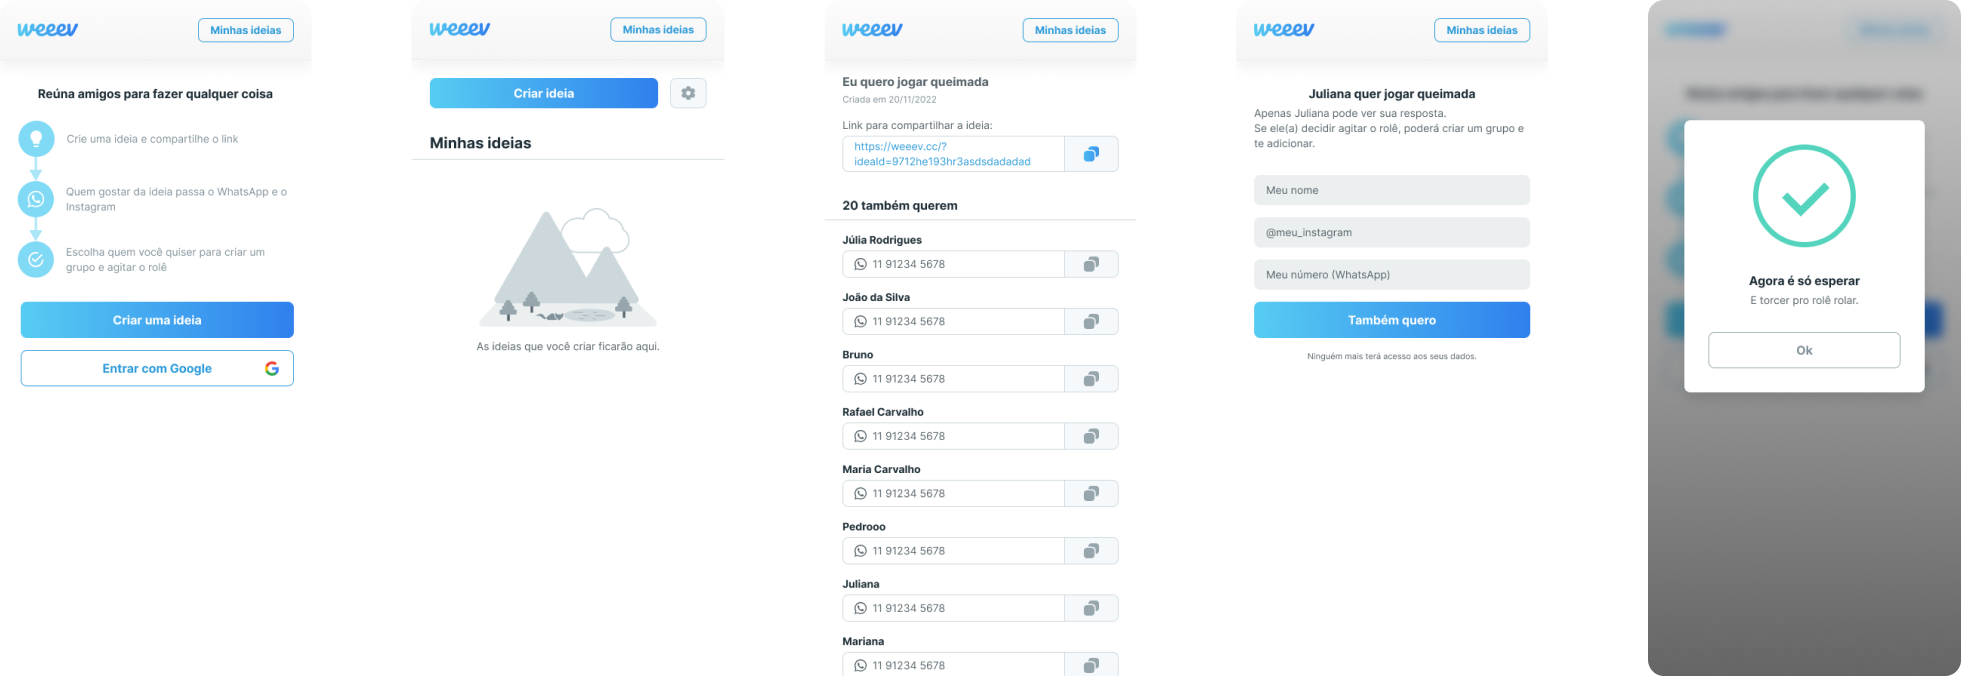 weeev
Minhas ideias
Reúna amigos para fazer qualquer coisa
Crie uma ideia e compartilhe o link
Quem gostar da ideia passa o WhatsApp e o
Instagram
Escolha quem você quiser para criar um
grupo e agitar o rolê
Criar uma ideia
Entrar com Google
weeev
Minhas ideias
Criar ideia
Minhas ideias
As ideias que você criar ficarão aqui.
weeev
Minhas ideias
Eu quero jogar queimada
Criada em 20/11/2022
Link para compartilhar a ideia:
https://weeev.cc/?
ideaId=9712he193hr3asdsdadadad
20 também querem
Júlia Rodrigues
11 91234 5678
João da Silva
11 91234 5678
Bruno
11 91234 5678
Rafael Carvalho
11 91234 5678
Maria Carvalho
11 91234 5678
Pedrooo
11 91234 5678
Juliana
11 91234 5678
Mariana
11 91234 5678
weeev
Minhas ideias
Juliana quer jogar queimada
Apenas Juliana pode ver sua resposta.
Se ele(a) decidir agitar o rolê, poderá criar um grupo e
te adicionar.
Meu nome
@meu_instagram
Meu número (WhatsApp)
Também quero
Ninguém mais terá acesso aos seus dados.
Agora é só esperar
E torcer pro rolê rolar.
Ok